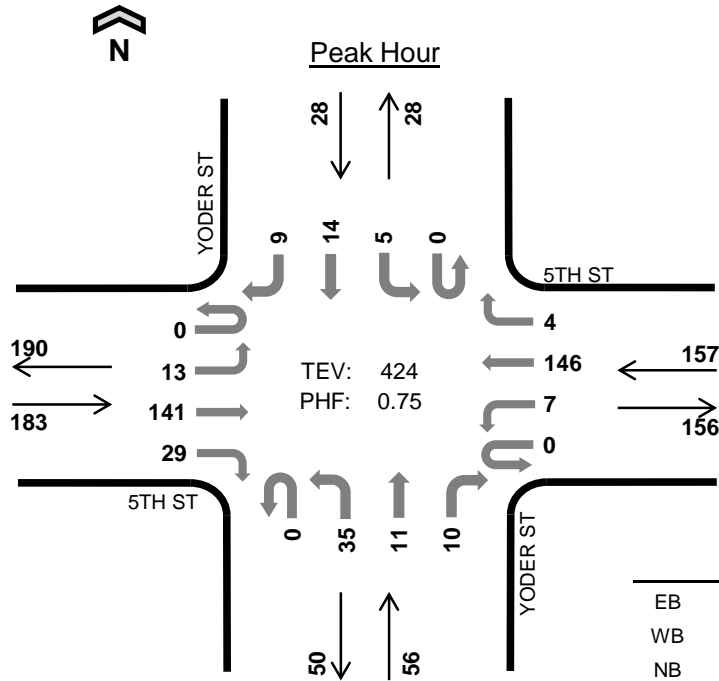 N
Peak Hour
28
28
YODER ST
9
14
5
0
5TH ST
0
4
190
13
TEV: 424
146
157
183
141
PHF: 0.75
7
156
29
0
5TH ST
0
35
11
10
YODER ST
50
56
EB
WB
NB